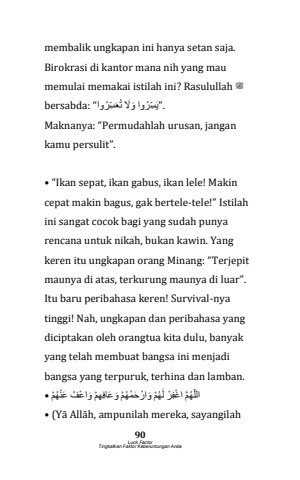 membalik ungkapan ini hanya setan saja.
Birokrasi di kantor mana nih yang mau
memulai memakai istilah ini? Rasulullah ﷺ
bersabda: “يَسِّرُوا وَلَا تُعَسِّرُوا”.
Maknanya: “Permudahlah urusan, jangan
kamu persulit”.
• “Ikan sepat, ikan gabus, ikan lele! Makin
cepat makin bagus, gak bertele-tele!” Istilah
ini sangat cocok bagi yang sudah punya
rencana untuk nikah, bukan kawin. Yang
keren itu ungkapan orang Minang: “Terjepit
maunya di atas, terkurung maunya di luar”.
Itu baru peribahasa keren! Survival-nya
tinggi! Nah, ungkapan dan peribahasa yang
diciptakan oleh orangtua kita dulu, banyak
yang telah membuat bangsa ini menjadi
bangsa yang terpuruk, terhina dan lamban.
• اللَّهُمَّ اغْفِرْ لَهُمْ وَارْحَمْهُمْ وَعَافِهِمْ وَاعْفُ عَنْهُمْ
• (Yā Allāh, ampunilah mereka, sayangilah
90
Luck Factor
Tingkatkan Faktor Keberuntungan Anda